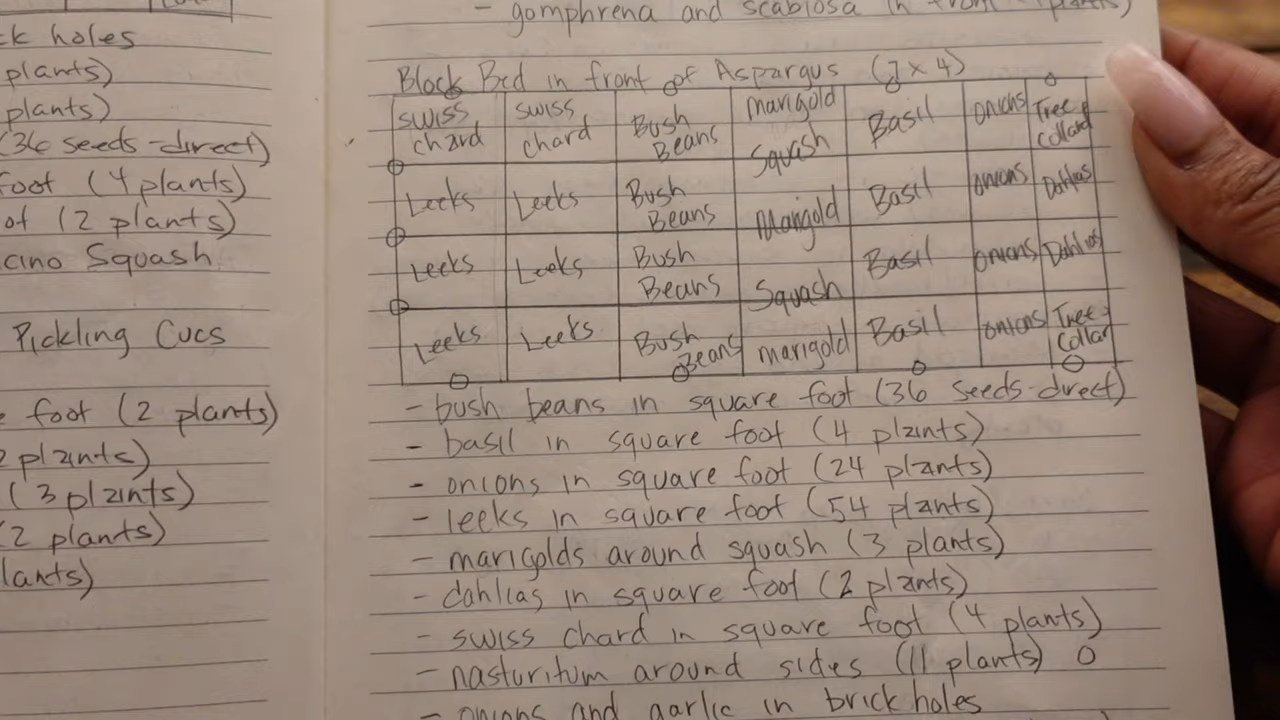 ck holes
plants)
plants)
(36 seeds-direct)
foot (4 plants)
of (2 plants)
cino Squash
Pickling Cucs
e foot (2 plants)
2 plants)
(3 plants)
(2 plants)
lants)
- gomphrena and scabiosa in front
Block Bed in front of Aspargus (7 x 4)
swiss chard swiss chard Bush Beans marigold Squash Basil onions Tree Collard
Leeks Leeks Bush Beans Marigold Basil onions Dahlias
Leeks Leeks Bush Beans Squash Basil onions Dahlias
Leeks Leeks Bush Beans marigold Basil onions Tree Collar
- bush beans in square foot (36 seeds-direct)
- basil in square foot (4 plants)
- onions in square foot (24 plants)
- leeks in square foot (54 plants)
- marigolds around squash (3 plants)
- dahlias in square foot (2 plants)
- swiss chard in square foot (4 plants)
- nasturitum around sides (11 plants) O
- onions and garlic in brick holes